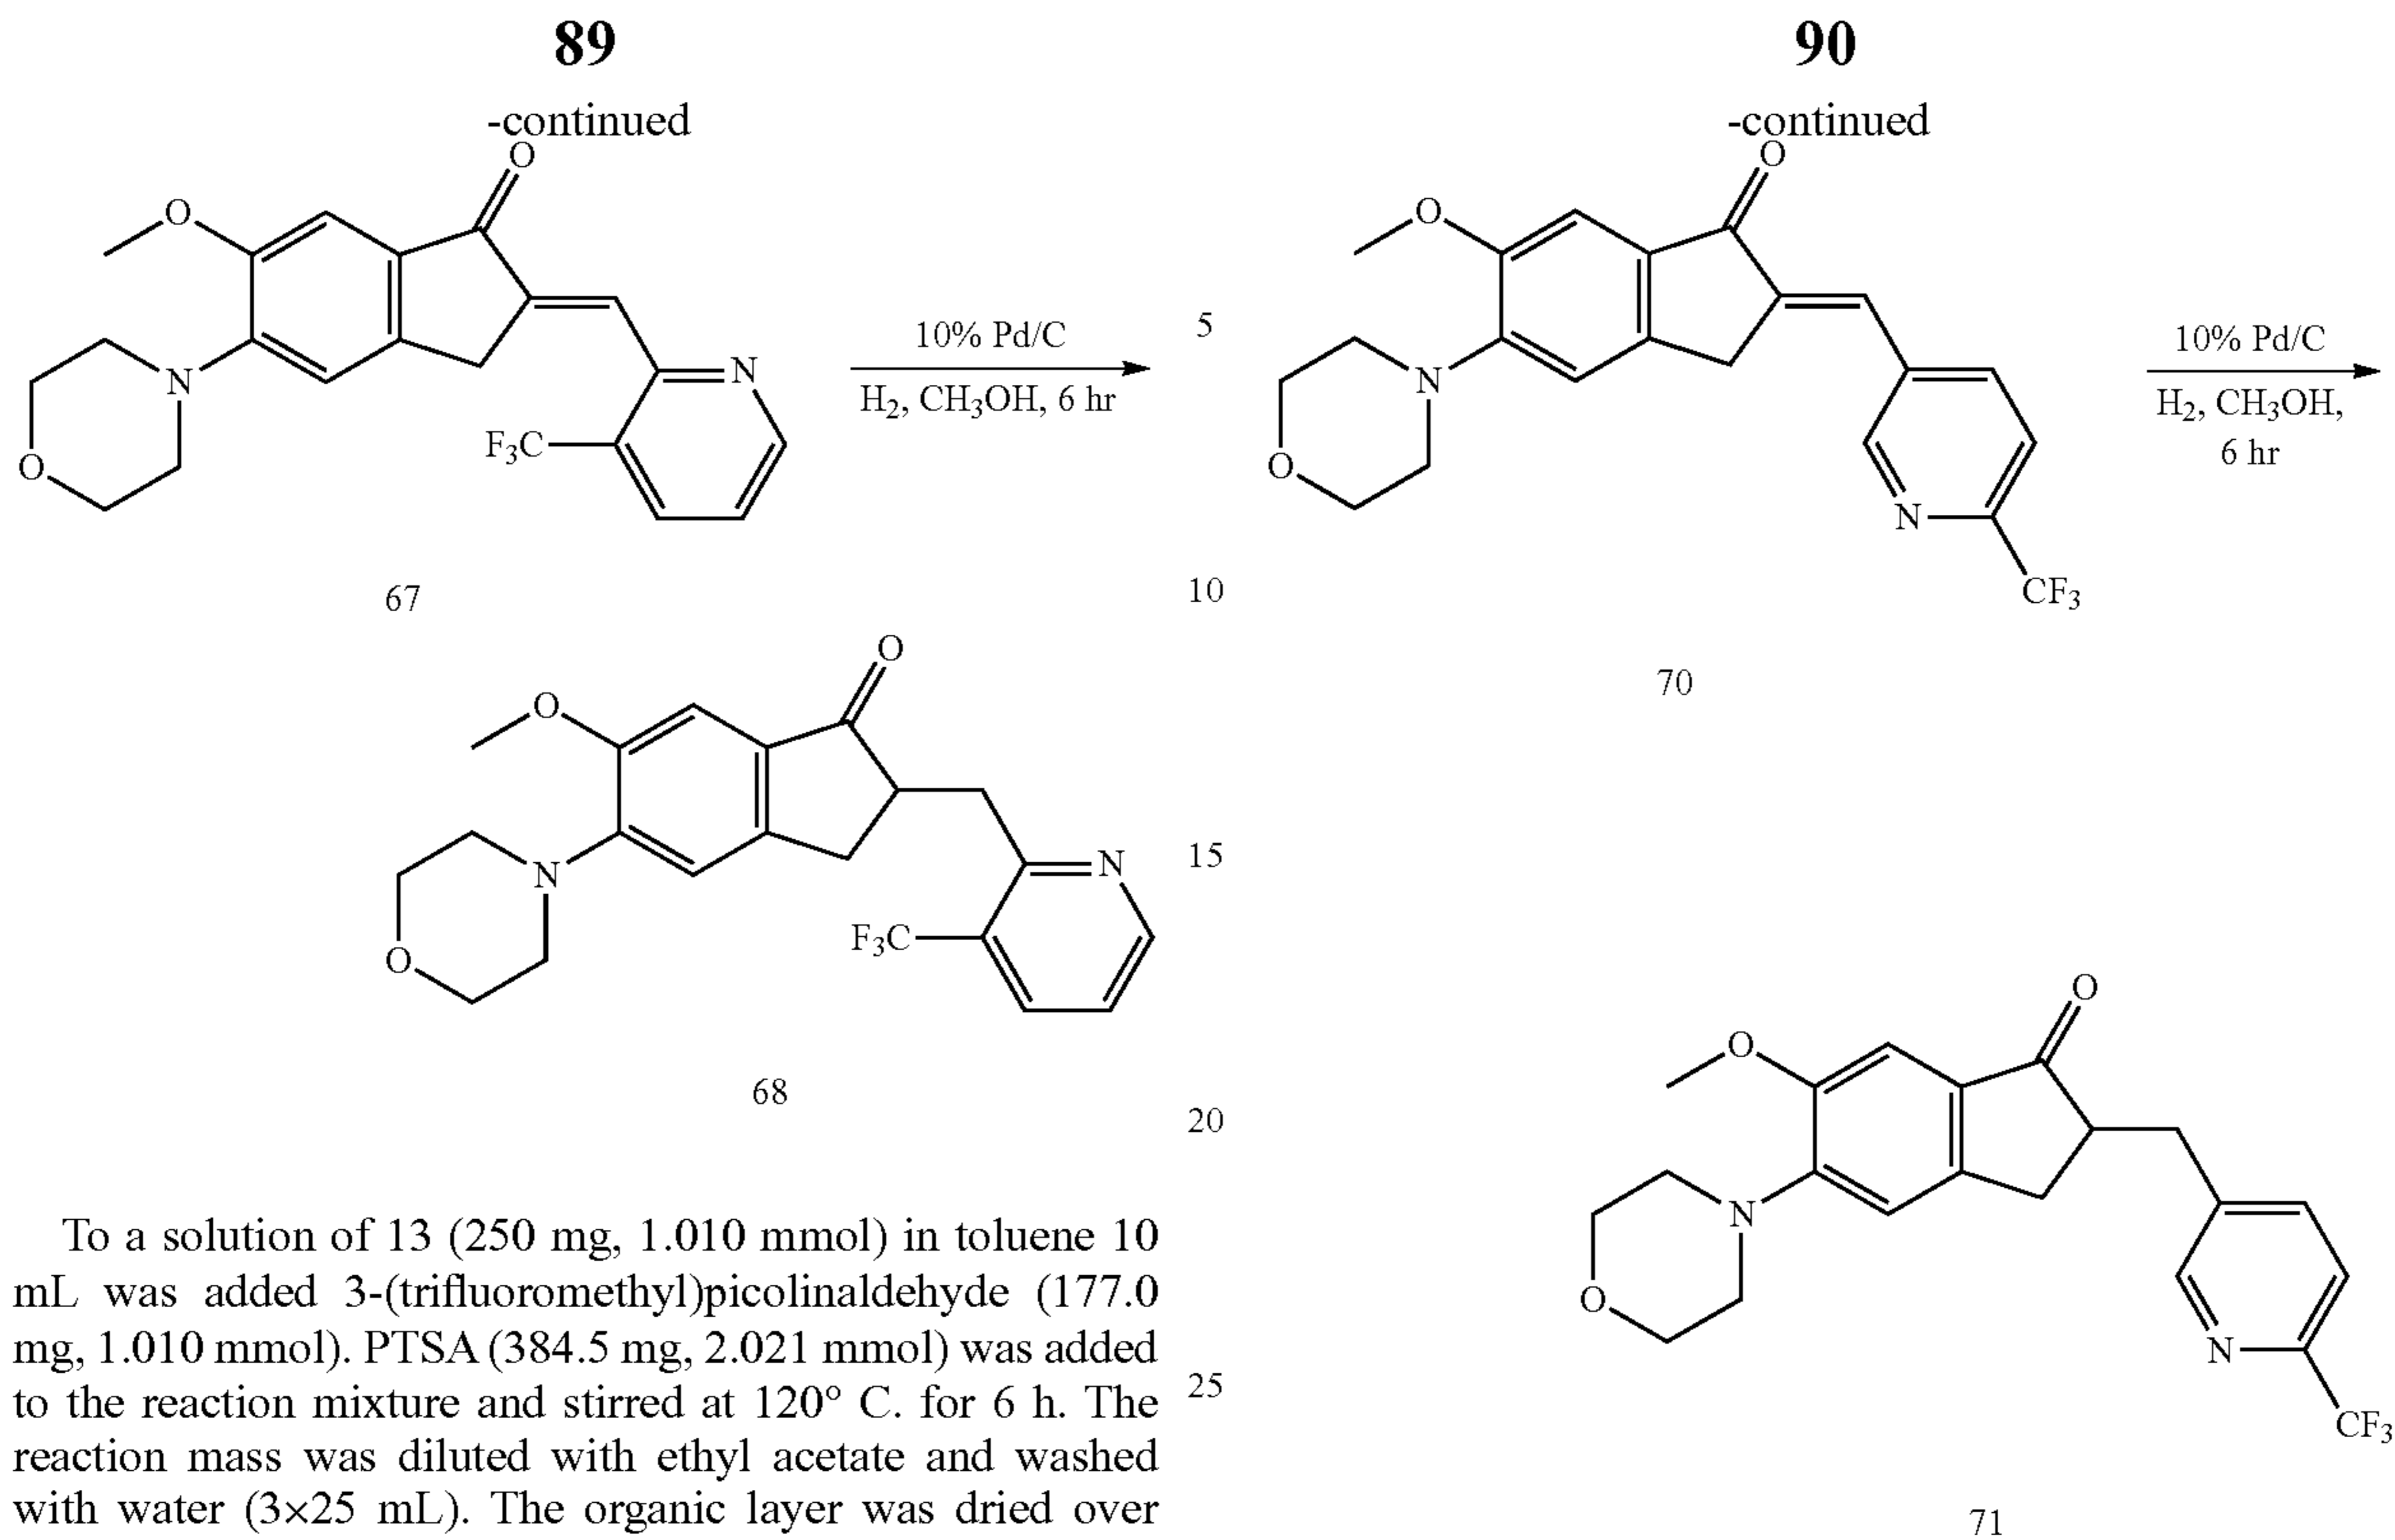 89
-continued
O
O
N
N
F₃C
O
10% Pd/C
H₂, CH₃OH, 6 hr
67
O
O
N
N
F₃C
O
68
To a solution of 13 (250 mg, 1.010 mmol) in toluene 10
mL was added 3-(trifluoromethyl)picolinaldehyde (177.0
mg, 1.010 mmol). PTSA (384.5 mg, 2.021 mmol) was added
to the reaction mixture and stirred at 120° C. for 6 h. The
reaction mass was diluted with ethyl acetate and washed
with water (3×25 mL). The organic layer was dried over
5
10
15
20
25
90
-continued
O
O
N
O
N
CF₃
10% Pd/C
H₂, CH₃OH,
6 hr
70
O
O
N
O
N
CF₃
71